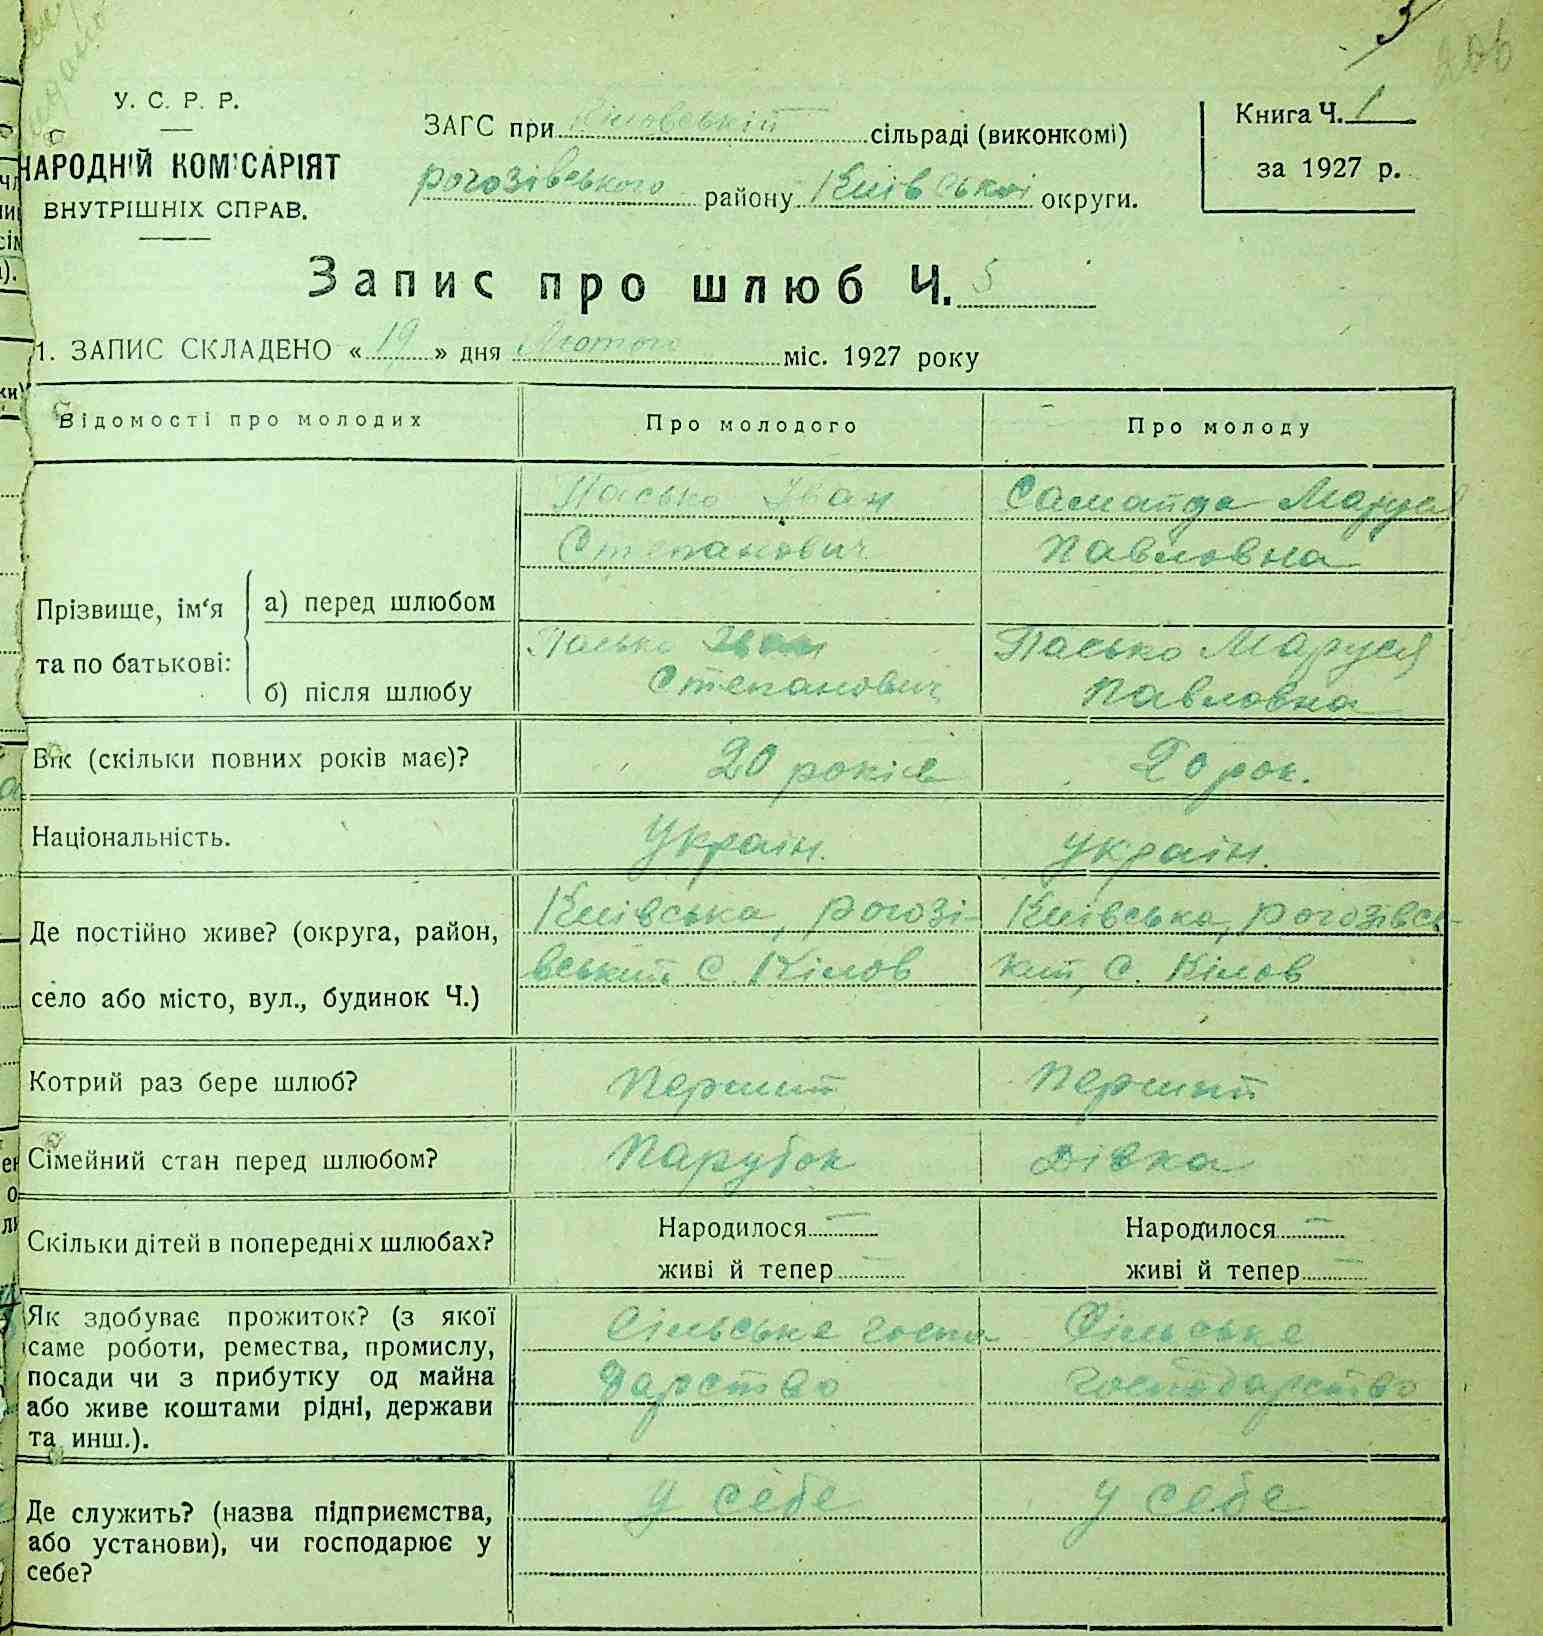 5
206
У. С. Р. Р.
НАРОДНІЙ КОМІСАРІЯТ
ВНУТРІШНІХ СПРАВ.
ЗАГС при Кіловській сільраді (виконкомі)
рогозівського району Київської округи.
Книга Ч. 1
за 1927 р.
Запис про шлюб Ч. 5
1. ЗАПИС СКЛАДЕНО « 19 » дня Лютого міс. 1927 року
Відомості про молодих
Про молодого
Про молоду
Прізвище, ім'я та по батькові:
а) перед шлюбом
Пасько Іван
Степанович
Маруся
Павловна
б) після шлюбу
Пасько Іван
Степанович
Пасько Маруся
Павловна
Вік (скільки повних років має)?
20 років
20 рок.
Національність.
Україн.
україн.
Де постійно живе? (округа, район,
село або місто, вул., будинок Ч.)
Київська, рогозі-
вський с. Кілов
Київська, рогозівсь-
кий, с. Кілов
Котрий раз бере шлюб?
Перший
Перший
Сімейний стан перед шлюбом?
Парубок
Дівка
Скільки дітей в попередніх шлюбах?
Народилося —
живі й тепер —
Народилося —
живі й тепер —
Як здобуває прожиток? (з якої
саме роботи, ремества, промислу,
посади чи з прибутку од майна
або живе коштами рідні, держави
та инш.).
Сільське госпо
дарство
Сільське
господарство
Де служить? (назва підприємства,
або установи), чи господарює у
себе?
у себе
у себе